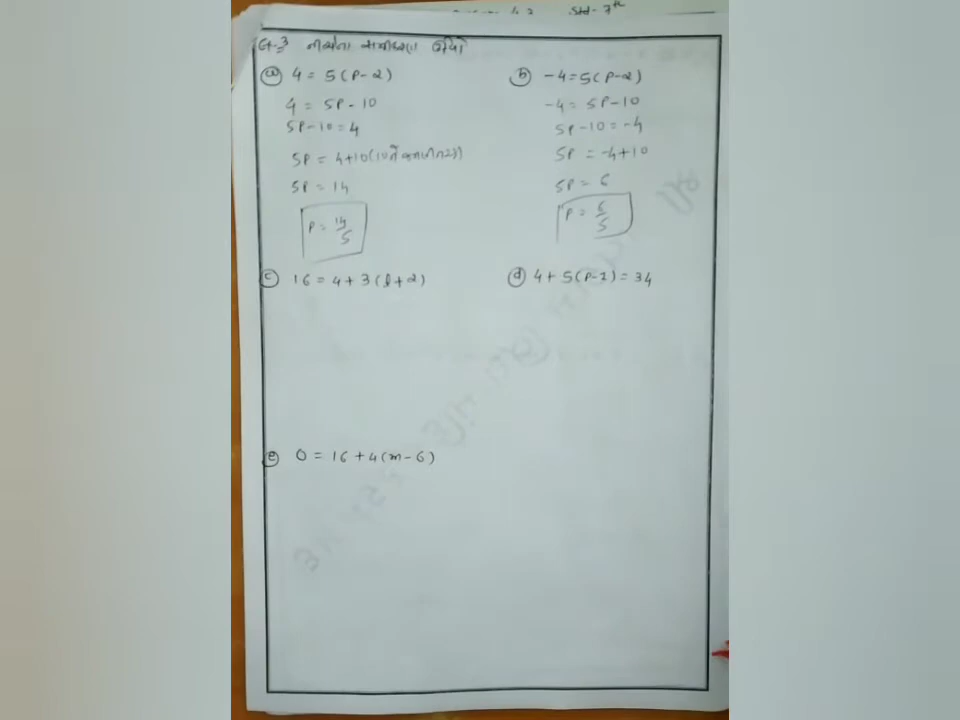 Std - 7th
નીચેના સમીકરણ ઉકેલો
(a) 4 = 5(P-2)
4 = 5P - 10
5P - 10 = 4
5P = 4+10
5P = 14
P = 14/5
(b) -4 = 5(P-2)
-4 = 5P - 10
5P - 10 = -4
5P = -4+10
5P = 6
P = 6/5
(c) 16 = 4 + 3(t+2)
(d) 4 + 5(P-1) = 34
(e) 0 = 16 + 4(m-6)